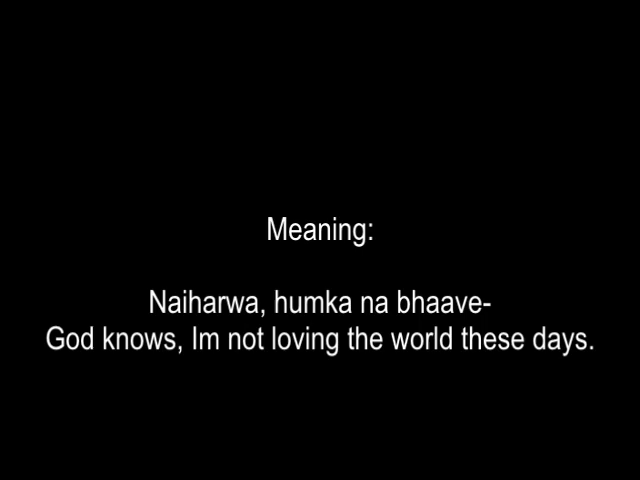 Meaning:
Naiharwa, humka na bhaave-
God knows, Im not loving the world these days.